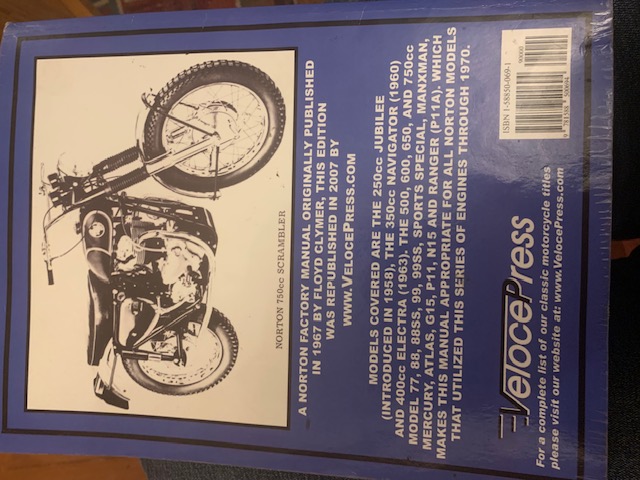 NORTON 750cc SCRAMBLER
A NORTON FACTORY MANUAL ORIGINALLY PUBLISHED
IN 1967 BY FLOYD CLYMER, THIS EDITION
WAS REPUBLISHED IN 2007 BY
WWW.VELOCEPRESS.COM
MODELS COVERED ARE THE 250cc JUBILEE
(INTRODUCED IN 1958), THE 350cc NAVIGATOR (1960)
AND 400cc ELECTRA (1963). THE 500, 600, 650, AND 750cc
MODEL 77, 88, 88SS, 99, 99SS, SPORTS SPECIAL, MANXMAN,
MERCURY, ATLAS, G15, P11, N15 AND RANGER (P11A). WHICH
MAKES THIS MANUAL APPROPRIATE FOR ALL NORTON MODELS
THAT UTILIZED THIS SERIES OF ENGINES THROUGH 1970.
VelocePress
For a complete list of our classic motorcycle titles
please visit our website at: www.VelocePress.com
ISBN 1-58850-069-1
90000
9 781588 500694